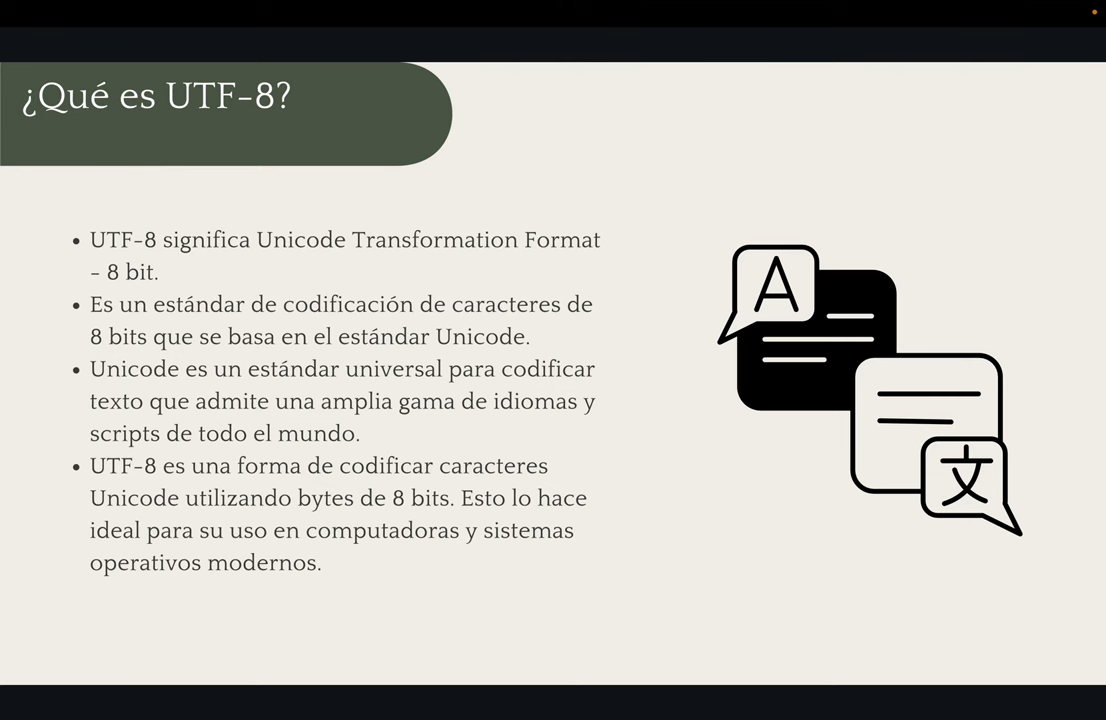 ¿Qué es UTF-8?
• UTF-8 significa Unicode Transformation Format
- 8 bit.
• Es un estándar de codificación de caracteres de
8 bits que se basa en el estándar Unicode.
• Unicode es un estándar universal para codificar
texto que admite una amplia gama de idiomas y
scripts de todo el mundo.
• UTF-8 es una forma de codificar caracteres
Unicode utilizando bytes de 8 bits. Esto lo hace
ideal para su uso en computadoras y sistemas
operativos modernos.
A
文